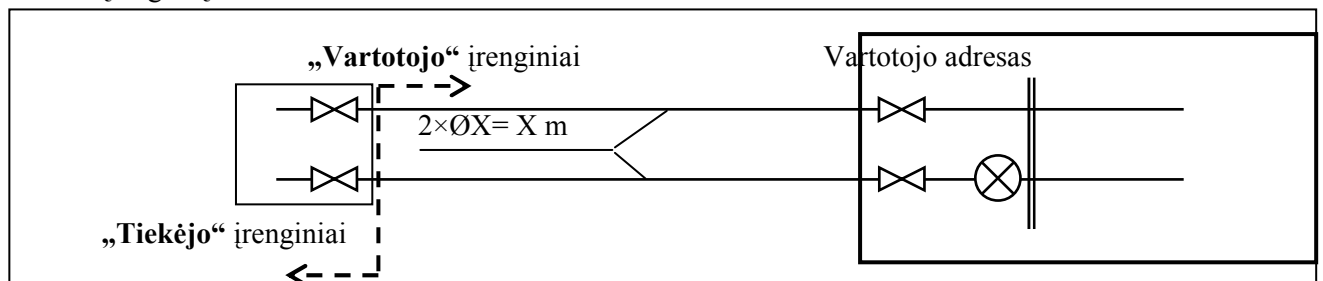 „Vartotojo“ įrenginiai
Vartotojo adresas
2×ØX= X m
„Tiekėjo“ įrenginiai